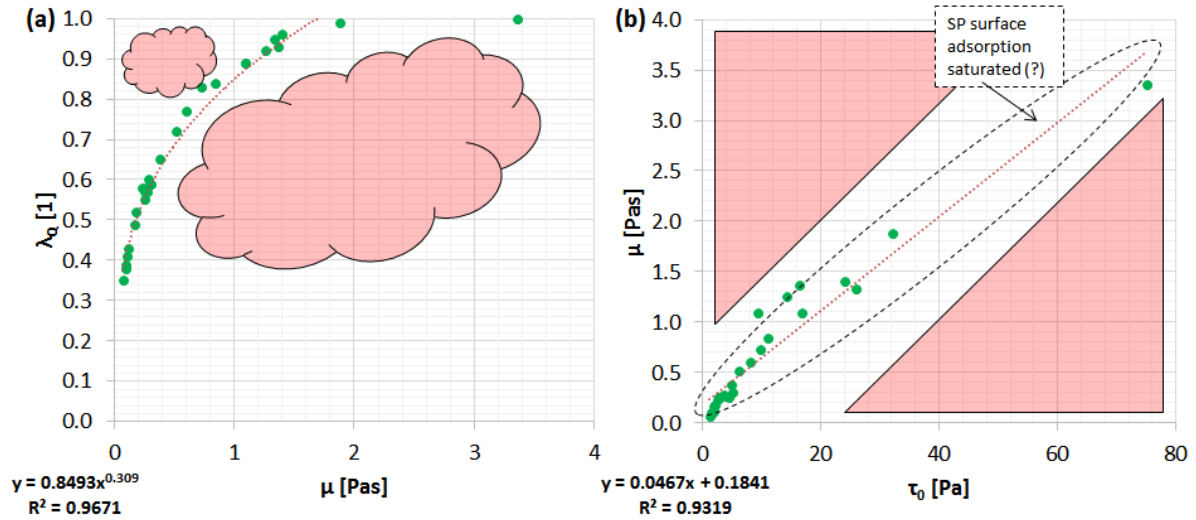 (a)
1.0
0.9
0.8
0.7
0.6
0.5
0.4
0.3
0.2
0.1
0.0
λQ [1]
0 1 2 3 4
μ [Pas]
y = 0.8493x^0.309
R² = 0.9671
(b)
4.0
3.5
3.0
2.5
2.0
1.5
1.0
0.5
0.0
μ [Pas]
SP surface
adsorption
saturated (?)
0 20 40 60 80
τ₀ [Pa]
y = 0.0467x + 0.1841
R² = 0.9319